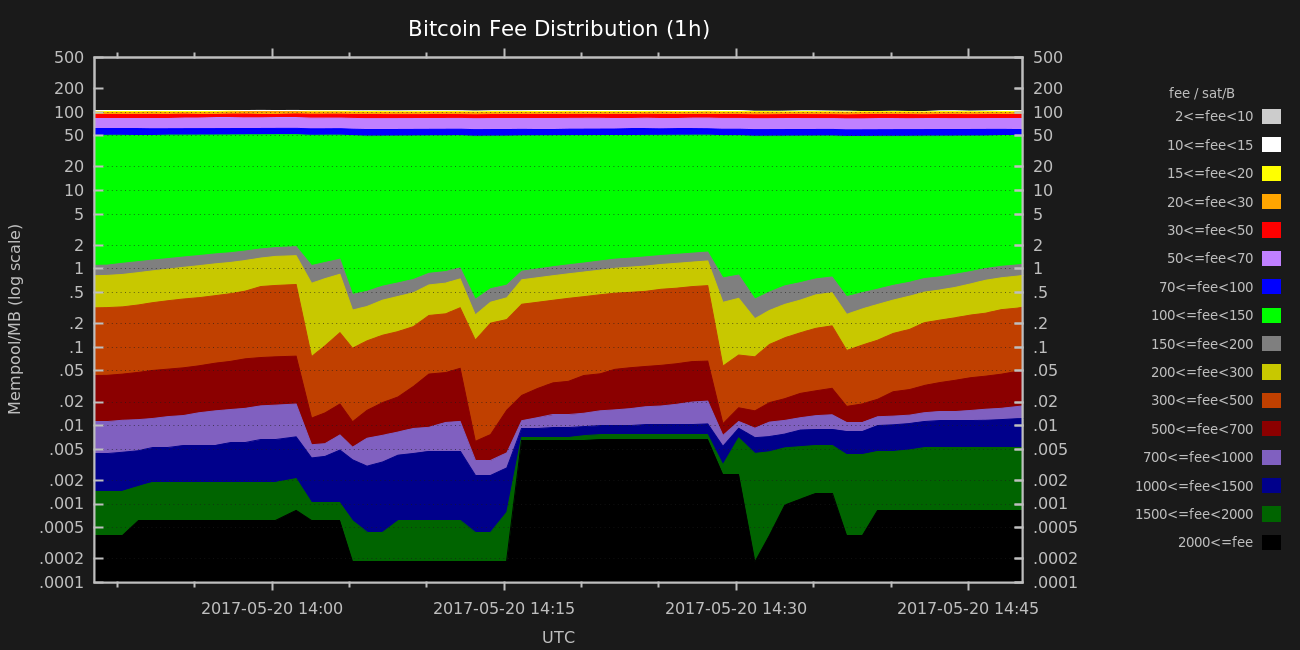 Bitcoin Fee Distribution (1h)
Mempool/MB (log scale)
500
200
100
50
20
10
5
2
1
.5
.2
.1
.05
.02
.01
.005
.002
.001
.0005
.0002
.0001
500
200
100
50
20
10
5
2
1
.5
.2
.1
.05
.02
.01
.005
.002
.001
.0005
.0002
.0001
2017-05-20 14:00
2017-05-20 14:15
2017-05-20 14:30
2017-05-20 14:45
UTC
fee / sat/B
2<=fee<10
10<=fee<15
15<=fee<20
20<=fee<30
30<=fee<50
50<=fee<70
70<=fee<100
100<=fee<150
150<=fee<200
200<=fee<300
300<=fee<500
500<=fee<700
700<=fee<1000
1000<=fee<1500
1500<=fee<2000
2000<=fee